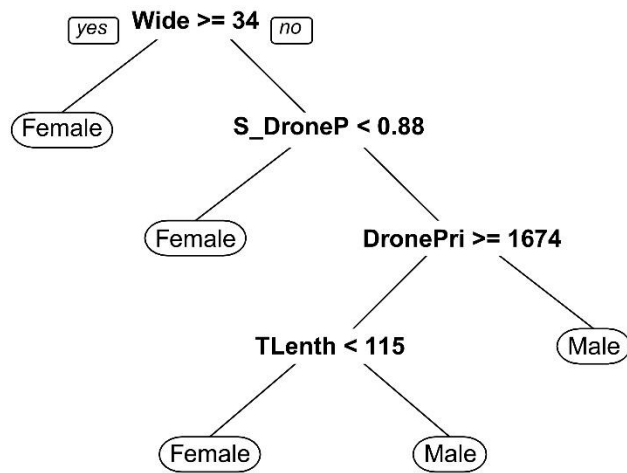 yes Wide >= 34 no
Female
S_DroneP < 0.88
Female
DronePri >= 1674
TLenth < 115
Male
Female
Male